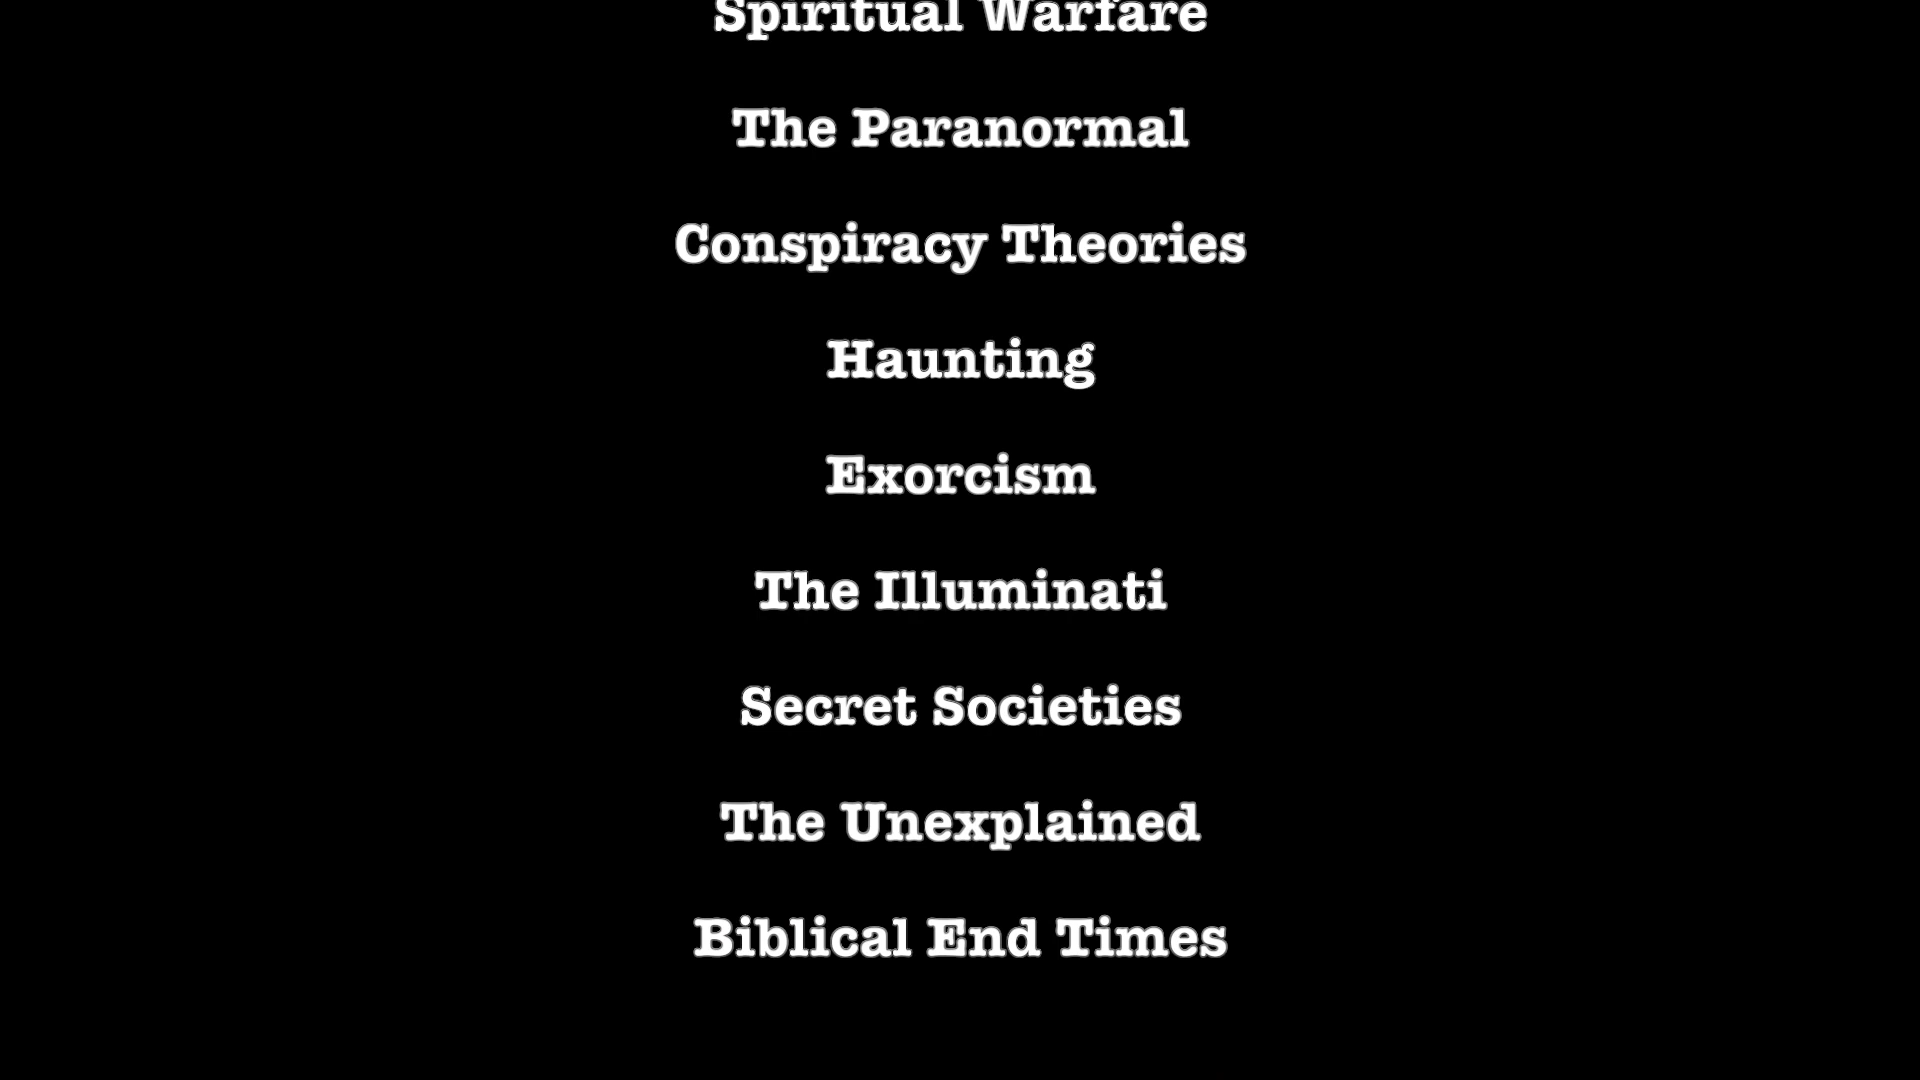 Spiritual Warfare
The Paranormal
Conspiracy Theories
Haunting
Exorcism
The Illuminati
Secret Societies
The Unexplained
Biblical End Times